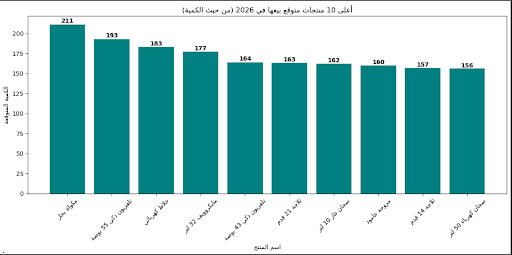 أعلى 10 منتجات متوقع بيعها في 2026 (من حيث الكمية)
الكمية المتوقعة
200
175
150
125
100
75
50
25
0
211
193
183
177
164
163
162
160
157
156
مكواة بخار
تلفزيون ذكي 55 بوصة
خلاط كهربائي
مايكروويف 32 لتر
تلفزيون ذكي 43 بوصة
ثلاجة 21 قدم
سخان غاز 10 لتر
مروحة عامود
ثلاجة 14 قدم
سخان كهرباء 50 لتر
اسم المنتج